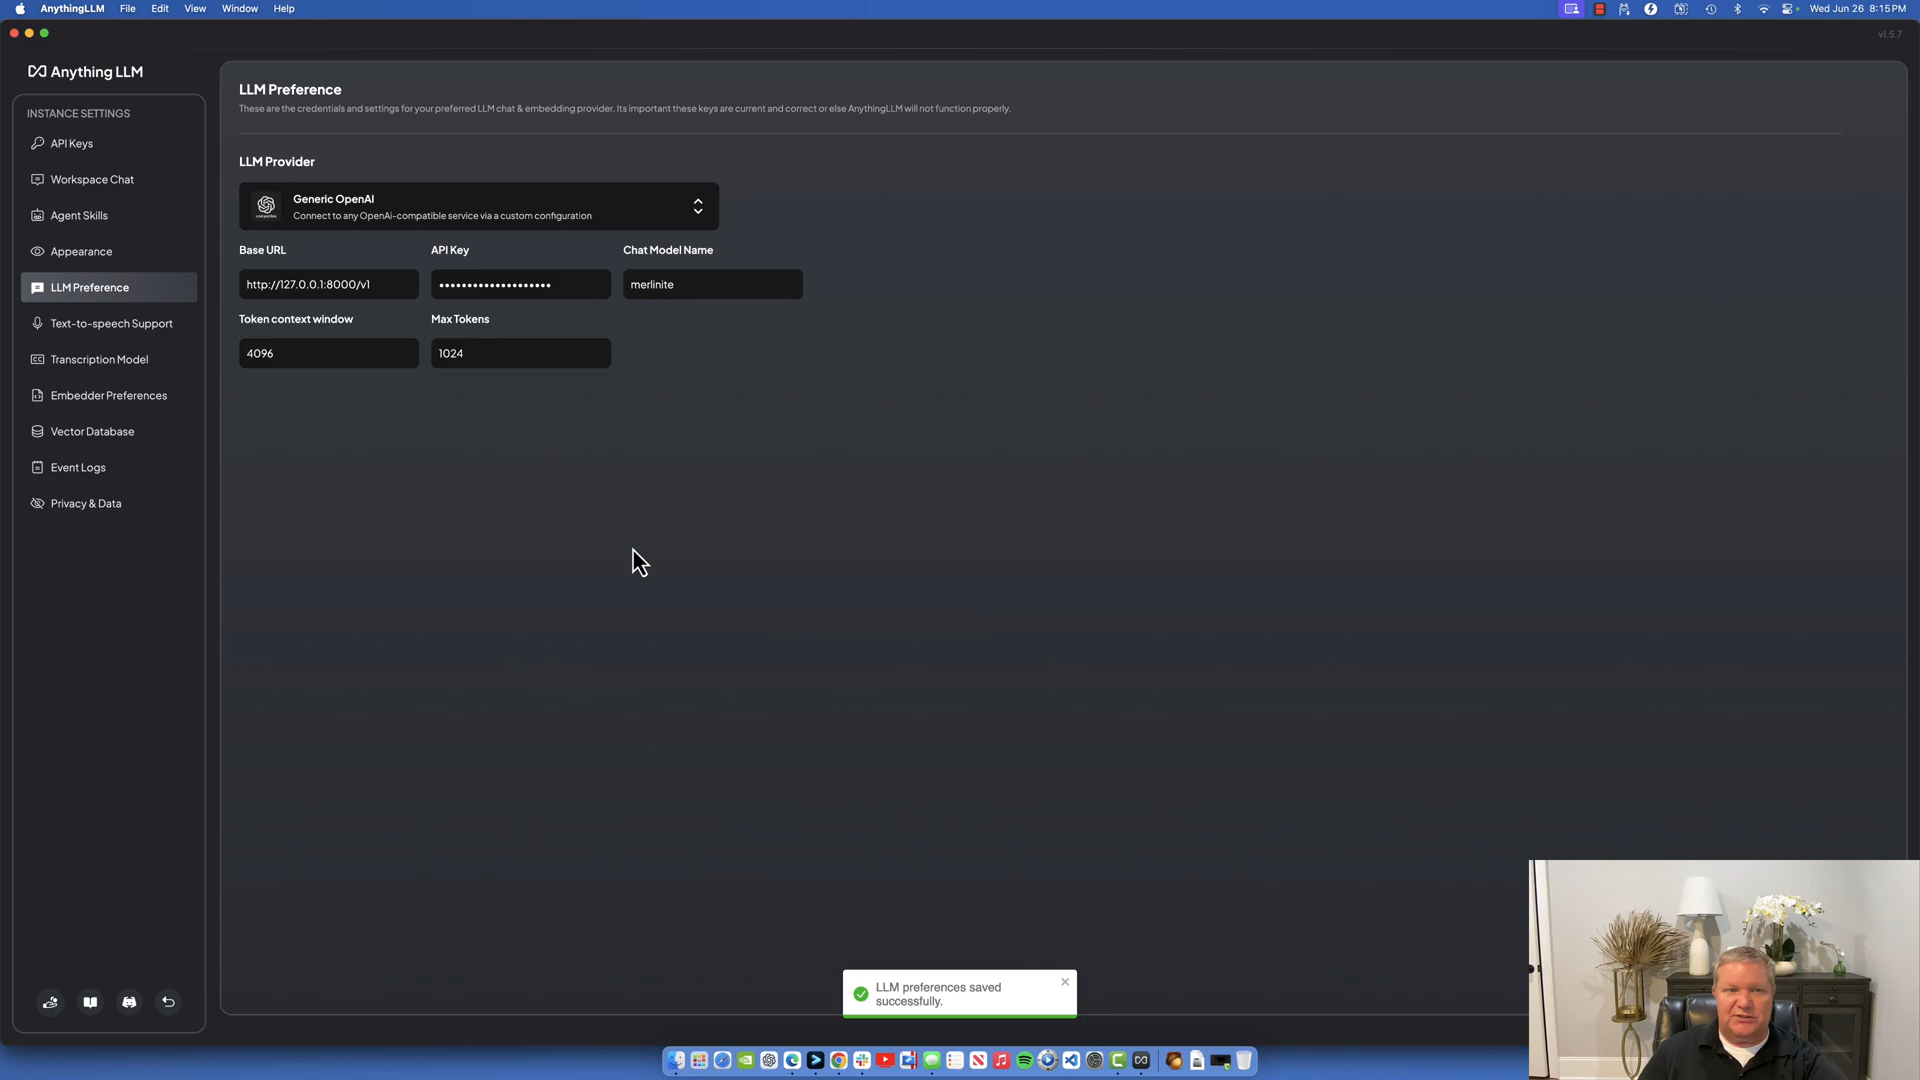 AnythingLLM File Edit View Window Help Wed Jun 26 8:15 PM
v1.5.7
Anything LLM
INSTANCE SETTINGS
API Keys
Workspace Chat
Agent Skills
Appearance
LLM Preference
Text-to-speech Support
Transcription Model
Embedder Preferences
Vector Database
Event Logs
Privacy & Data
LLM Preference
These are the credentials and settings for your preferred LLM chat & embedding provider. Its important these keys are current and correct or else AnythingLLM will not function properly.
LLM Provider
Generic OpenAI
Connect to any OpenAi-compatible service via a custom configuration
Base URL API Key Chat Model Name
http://127.0.0.1:8000/v1 •••••••••••••••••••• merlinite
Token context window Max Tokens
4096 1024
LLM preferences saved
successfully.